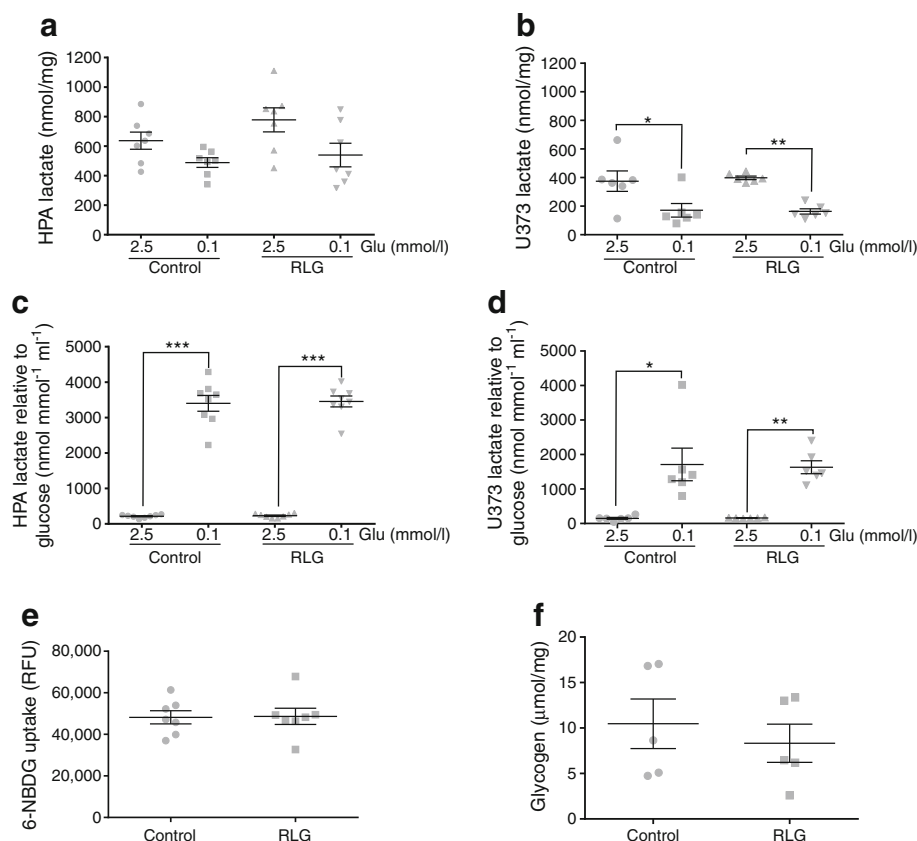 a
HPA lactate (nmol/mg)
1200
1000
800
600
400
200
0
2.5 0.1 2.5 0.1 Glu (mmol/l)
Control RLG
b
U373 lactate (nmol/mg)
1200
1000
800
600
400
200
0
* **
2.5 0.1 2.5 0.1 Glu (mmol/l)
Control RLG
c
HPA lactate relative to
glucose (nmol mmol⁻¹ ml⁻¹)
5000
4000
3000
2000
1000
0
*** ***
2.5 0.1 2.5 0.1 Glu (mmol/l)
Control RLG
d
U373 lactate relative to
glucose (nmol mmol⁻¹ ml⁻¹)
5000
4000
3000
2000
1000
0
* **
2.5 0.1 2.5 0.1 Glu (mmol/l)
Control RLG
e
6-NBDG uptake (RFU)
80,000
60,000
40,000
20,000
0
Control RLG
f
Glycogen (μmol/mg)
20
15
10
5
0
Control RLG